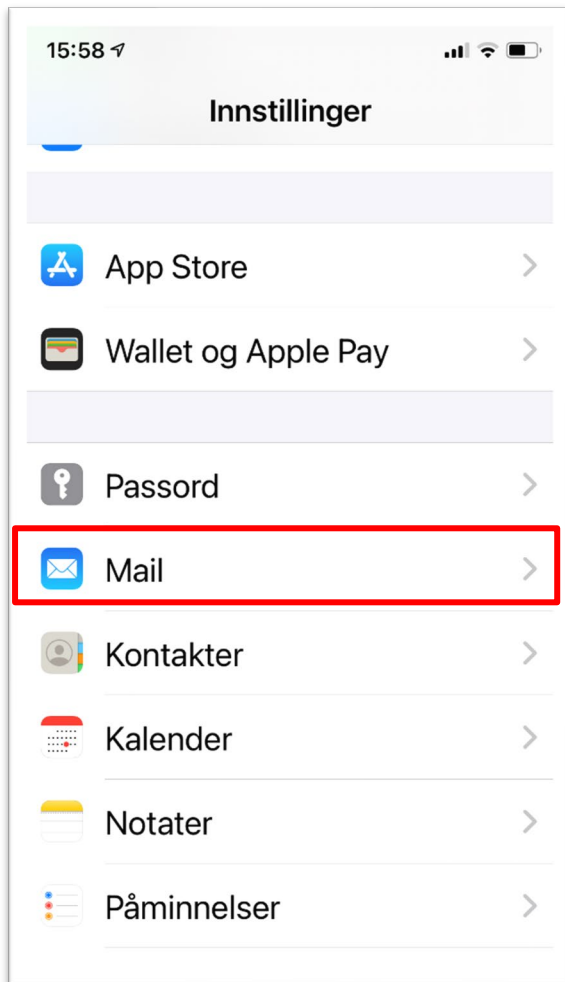 15:58
Innstillinger
App Store
Wallet og Apple Pay
Passord
Mail
Kontakter
Kalender
Notater
Påminnelser